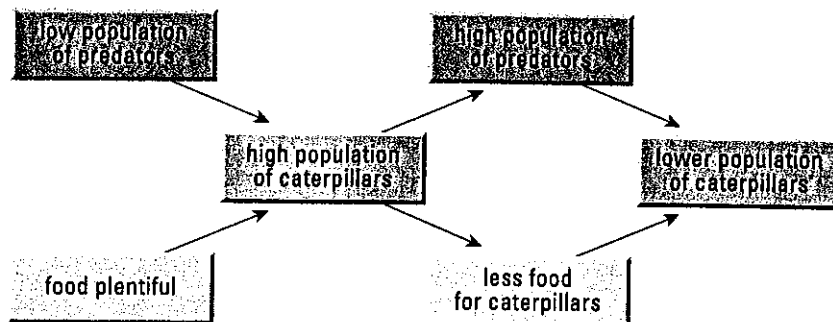 low population
of predators
high population
of predators
high population
of caterpillars
lower population
of caterpillars
food plentiful
less food
for caterpillars